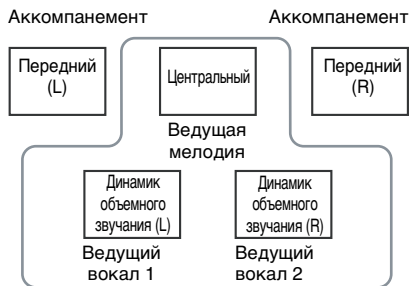 Аккомпанемент Аккомпанемент
Передний
(L)
Центральный
Передний
(R)
Ведущая
мелодия
Динамик
объемного
звучания (L)
Динамик
объемного
звучания (R)
Ведущий
вокал 1
Ведущий
вокал 2